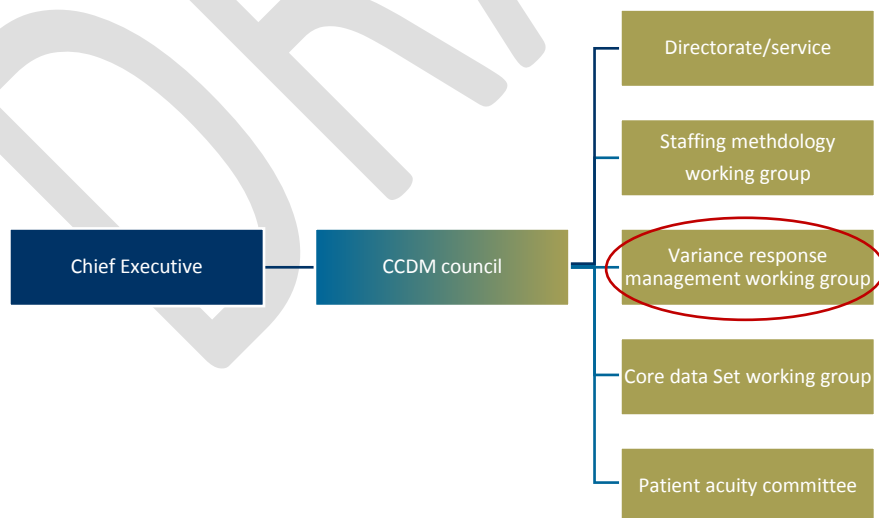 Directorate/service
Staffing methdology
working group
Chief Executive
CCDM council
Variance response
management working group
Core data Set working group
Patient acuity committee